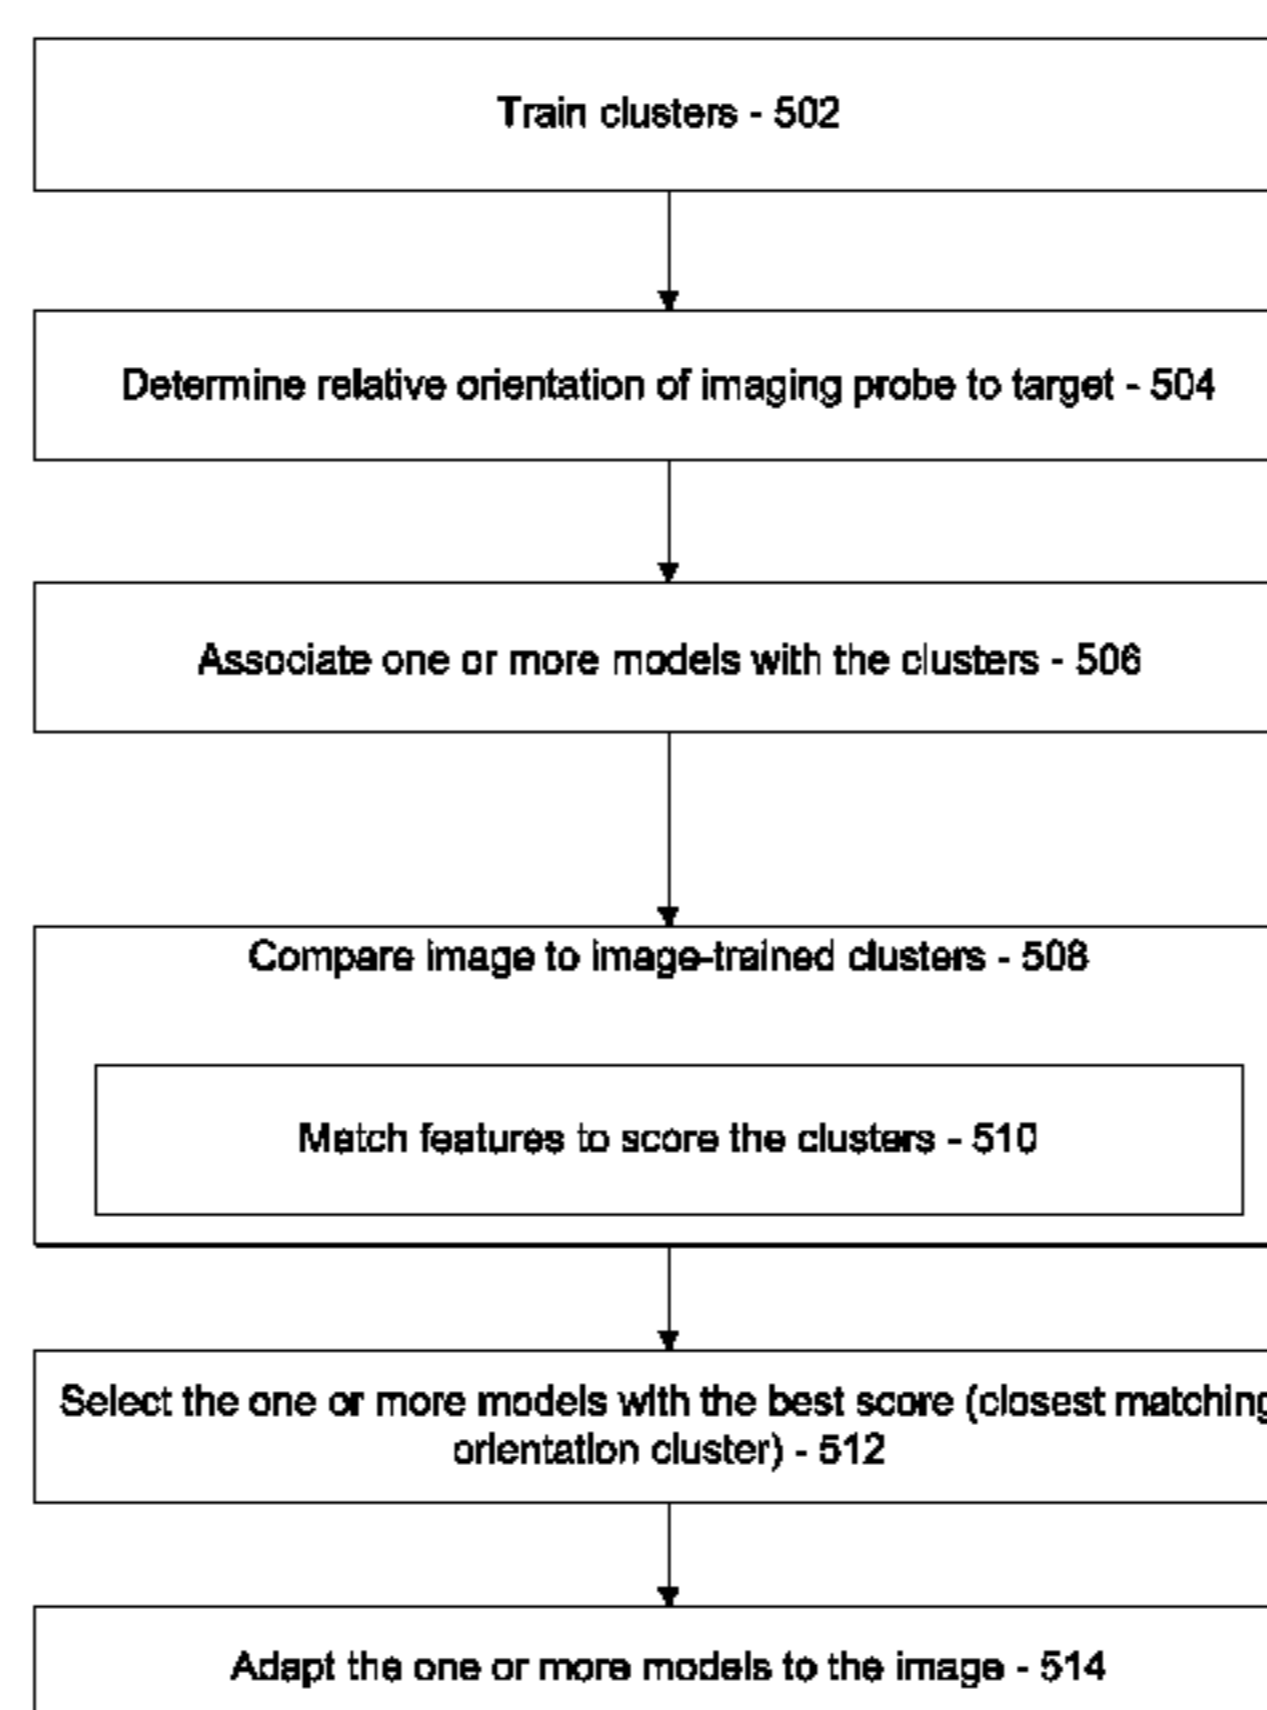 Train clusters - 502
Determine relative orientation of imaging probe to target - 504
Associate one or more models with the clusters - 506
Compare image to image-trained clusters - 508
Match features to score the clusters - 510
Select the one or more models with the best score (closest matching
orientation cluster) - 512
Adapt the one or more models to the image - 514